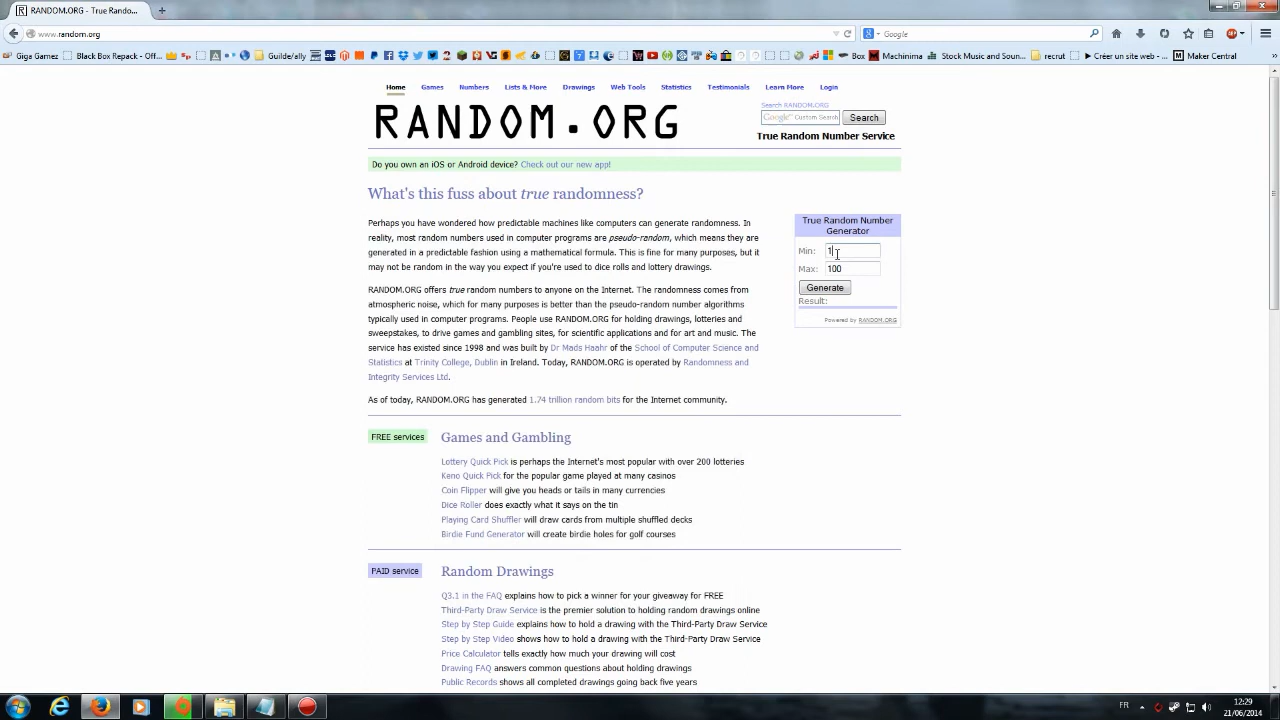 RANDOM.ORG - True Rando...
www.random.org
Google
Giga Games
Black Box Repack - Off...
Guilde/ally
Box
Machinima
Stock Music and Soun...
recrut
Créer un site web - ...
Maker Central
Home Games Numbers Lists & More Drawings Web Tools Statistics Testimonials Learn More Login
RANDOM.ORG
Search RANDOM.ORG
Google™ Custom Search Search
True Random Number Service
Do you own an iOS or Android device? Check out our new app!
What's this fuss about true randomness?
Perhaps you have wondered how predictable machines like computers can generate randomness. In
reality, most random numbers used in computer programs are pseudo-random, which means they are
generated in a predictable fashion using a mathematical formula. This is fine for many purposes, but it
may not be random in the way you expect if you're used to dice rolls and lottery drawings.
RANDOM.ORG offers true random numbers to anyone on the Internet. The randomness comes from
atmospheric noise, which for many purposes is better than the pseudo-random number algorithms
typically used in computer programs. People use RANDOM.ORG for holding drawings, lotteries and
sweepstakes, to drive games and gambling sites, for scientific applications and for art and music. The
service has existed since 1998 and was built by Dr Mads Haahr of the School of Computer Science and
Statistics at Trinity College, Dublin in Ireland. Today, RANDOM.ORG is operated by Randomness and
Integrity Services Ltd.
As of today, RANDOM.ORG has generated 1.74 trillion random bits for the Internet community.
True Random Number
Generator
Min: 1
Max: 100
Generate
Result:
Powered by RANDOM.ORG
FREE services
Games and Gambling
Lottery Quick Pick is perhaps the Internet's most popular with over 200 lotteries
Keno Quick Pick for the popular game played at many casinos
Coin Flipper will give you heads or tails in many currencies
Dice Roller does exactly what it says on the tin
Playing Card Shuffler will draw cards from multiple shuffled decks
Birdie Fund Generator will create birdie holes for golf courses
PAID service
Random Drawings
Q3.1 in the FAQ explains how to pick a winner for your giveaway for FREE
Third-Party Draw Service is the premier solution to holding random drawings online
Step by Step Guide explains how to hold a drawing with the Third-Party Draw Service
Step by Step Video shows how to hold a drawing with the Third-Party Draw Service
Price Calculator tells exactly how much your drawing will cost
Drawing FAQ answers common questions about holding drawings
Public Records shows all completed drawings going back five years
FR
12:29
21/06/2014